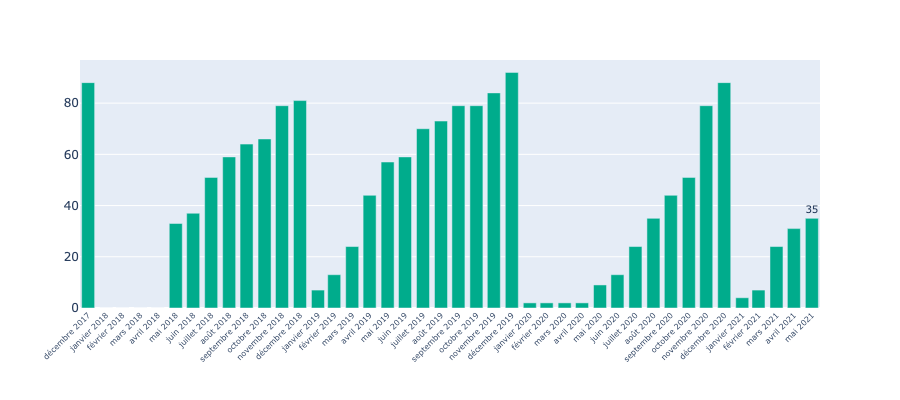 80
60
40
20
0
35
décembre 2017
janvier 2018
février 2018
mars 2018
avril 2018
mai 2018
juin 2018
juillet 2018
août 2018
septembre 2018
octobre 2018
novembre 2018
décembre 2018
janvier 2019
février 2019
mars 2019
avril 2019
mai 2019
juin 2019
juillet 2019
août 2019
septembre 2019
octobre 2019
novembre 2019
décembre 2019
janvier 2020
février 2020
mars 2020
avril 2020
mai 2020
juin 2020
juillet 2020
août 2020
septembre 2020
octobre 2020
novembre 2020
décembre 2020
janvier 2021
février 2021
mars 2021
avril 2021
mai 2021